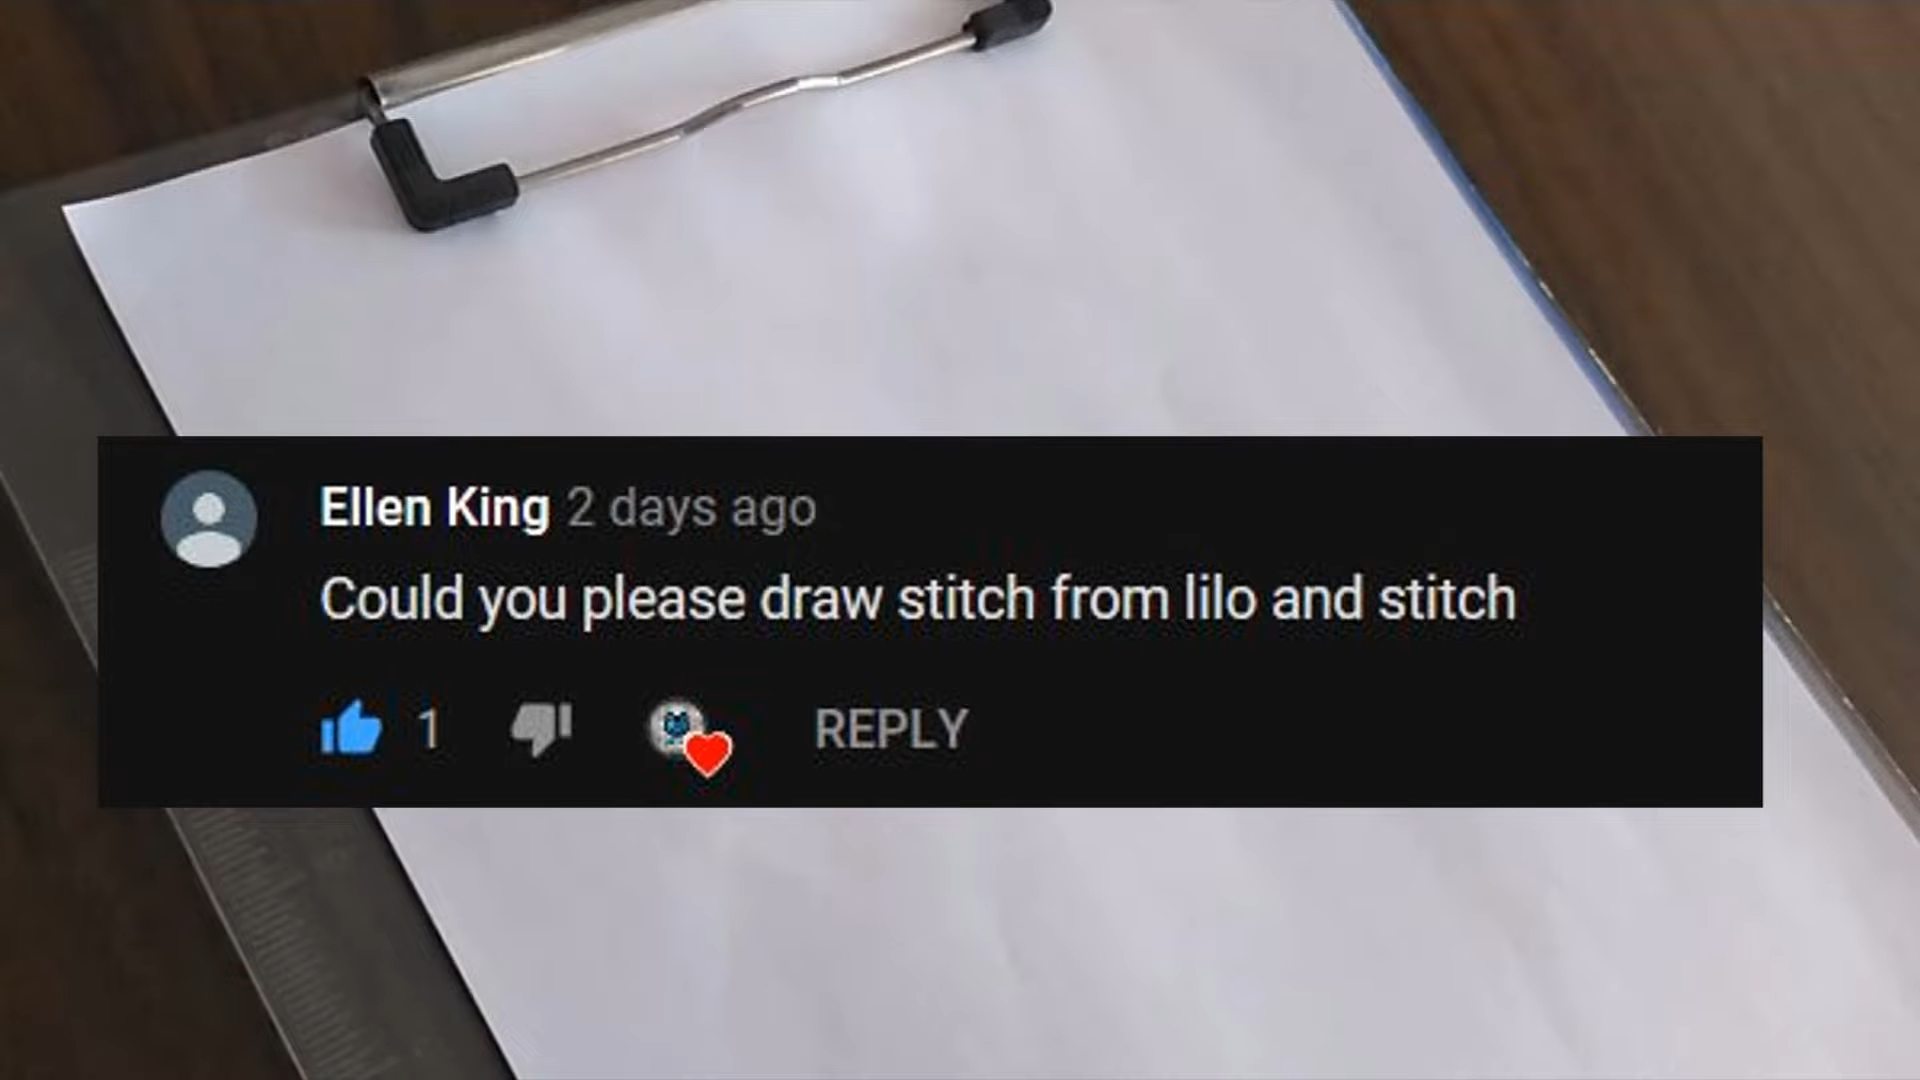 Ellen King 2 days ago
Could you please draw stitch from lilo and stitch
1 REPLY